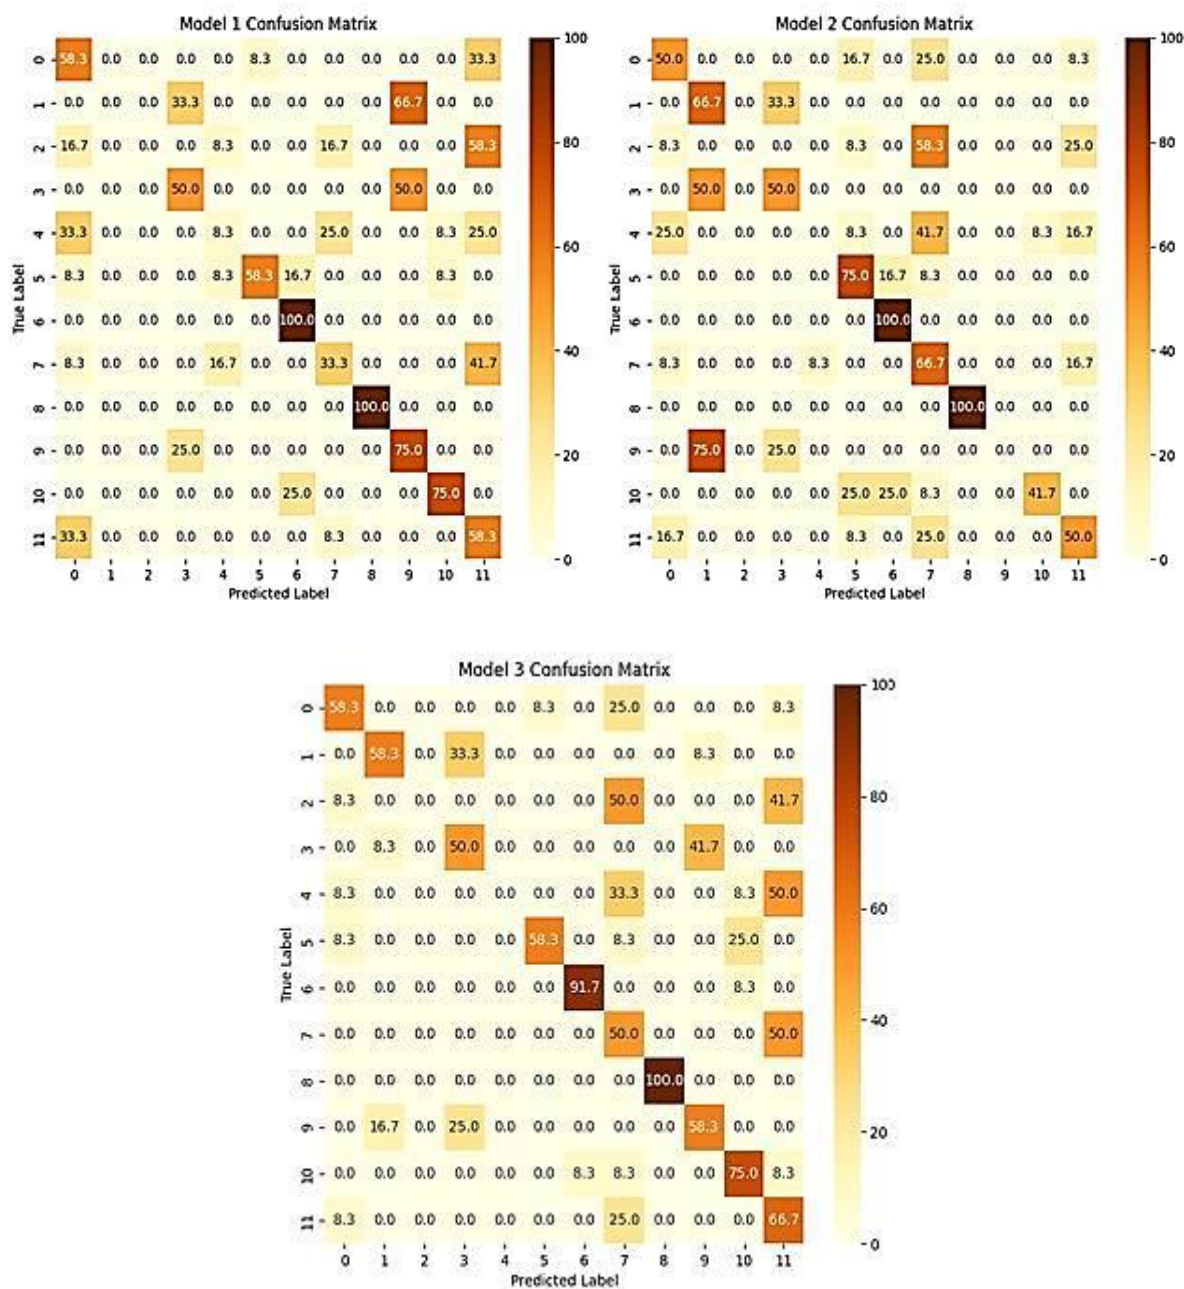 Model 1 Confusion Matrix
0 58.3 0.0 0.0 0.0 0.0 8.3 0.0 0.0 0.0 0.0 0.0 33.3
1 0.0 0.0 0.0 33.3 0.0 0.0 0.0 0.0 0.0 66.7 0.0 0.0
2 16.7 0.0 0.0 0.0 8.3 0.0 0.0 16.7 0.0 0.0 0.0 58.3
3 0.0 0.0 0.0 50.0 0.0 0.0 0.0 0.0 0.0 50.0 0.0 0.0
4 33.3 0.0 0.0 0.0 8.3 0.0 0.0 25.0 0.0 0.0 8.3 25.0
5 8.3 0.0 0.0 0.0 8.3 58.3 16.7 0.0 0.0 0.0 8.3 0.0
6 0.0 0.0 0.0 0.0 0.0 0.0 100.0 0.0 0.0 0.0 0.0 0.0
7 8.3 0.0 0.0 0.0 16.7 0.0 0.0 33.3 0.0 0.0 0.0 41.7
8 0.0 0.0 0.0 0.0 0.0 0.0 0.0 0.0 100.0 0.0 0.0 0.0
9 0.0 0.0 0.0 25.0 0.0 0.0 0.0 0.0 0.0 75.0 0.0 0.0
10 0.0 0.0 0.0 0.0 0.0 0.0 25.0 0.0 0.0 0.0 75.0 0.0
11 33.3 0.0 0.0 0.0 0.0 0.0 0.0 8.3 0.0 0.0 0.0 58.3
0 1 2 3 4 5 6 7 8 9 10 11
Predicted Label
True Label
100
80
60
40
20
0
Model 2 Confusion Matrix
0 50.0 0.0 0.0 0.0 0.0 16.7 0.0 25.0 0.0 0.0 0.0 8.3
1 0.0 66.7 0.0 33.3 0.0 0.0 0.0 0.0 0.0 0.0 0.0 0.0
2 8.3 0.0 0.0 0.0 0.0 8.3 0.0 58.3 0.0 0.0 0.0 25.0
3 0.0 50.0 0.0 50.0 0.0 0.0 0.0 0.0 0.0 0.0 0.0 0.0
4 25.0 0.0 0.0 0.0 0.0 8.3 0.0 41.7 0.0 0.0 8.3 16.7
5 0.0 0.0 0.0 0.0 0.0 75.0 16.7 8.3 0.0 0.0 0.0 0.0
6 0.0 0.0 0.0 0.0 0.0 0.0 100.0 0.0 0.0 0.0 0.0 0.0
7 8.3 0.0 0.0 0.0 8.3 0.0 0.0 66.7 0.0 0.0 0.0 16.7
8 0.0 0.0 0.0 0.0 0.0 0.0 0.0 0.0 100.0 0.0 0.0 0.0
9 0.0 75.0 0.0 25.0 0.0 0.0 0.0 0.0 0.0 0.0 0.0 0.0
10 0.0 0.0 0.0 0.0 0.0 25.0 25.0 8.3 0.0 0.0 41.7 0.0
11 16.7 0.0 0.0 0.0 0.0 8.3 0.0 25.0 0.0 0.0 0.0 50.0
0 1 2 3 4 5 6 7 8 9 10 11
Predicted Label
True Label
100
80
60
40
20
0
Model 3 Confusion Matrix
0 58.3 0.0 0.0 0.0 0.0 8.3 0.0 25.0 0.0 0.0 0.0 8.3
1 0.0 58.3 0.0 33.3 0.0 0.0 0.0 0.0 0.0 8.3 0.0 0.0
2 8.3 0.0 0.0 0.0 0.0 0.0 0.0 50.0 0.0 0.0 0.0 41.7
3 0.0 8.3 0.0 50.0 0.0 0.0 0.0 0.0 0.0 41.7 0.0 0.0
4 8.3 0.0 0.0 0.0 0.0 0.0 0.0 33.3 0.0 0.0 8.3 50.0
5 8.3 0.0 0.0 0.0 0.0 58.3 0.0 8.3 0.0 0.0 25.0 0.0
6 0.0 0.0 0.0 0.0 0.0 0.0 91.7 0.0 0.0 0.0 8.3 0.0
7 0.0 0.0 0.0 0.0 0.0 0.0 0.0 50.0 0.0 0.0 0.0 50.0
8 0.0 0.0 0.0 0.0 0.0 0.0 0.0 0.0 100.0 0.0 0.0 0.0
9 0.0 16.7 0.0 25.0 0.0 0.0 0.0 0.0 0.0 58.3 0.0 0.0
10 0.0 0.0 0.0 0.0 0.0 0.0 8.3 8.3 0.0 0.0 75.0 8.3
11 8.3 0.0 0.0 0.0 0.0 0.0 0.0 25.0 0.0 0.0 0.0 66.7
0 1 2 3 4 5 6 7 8 9 10 11
Predicted Label
True Label
100
80
60
40
20
0